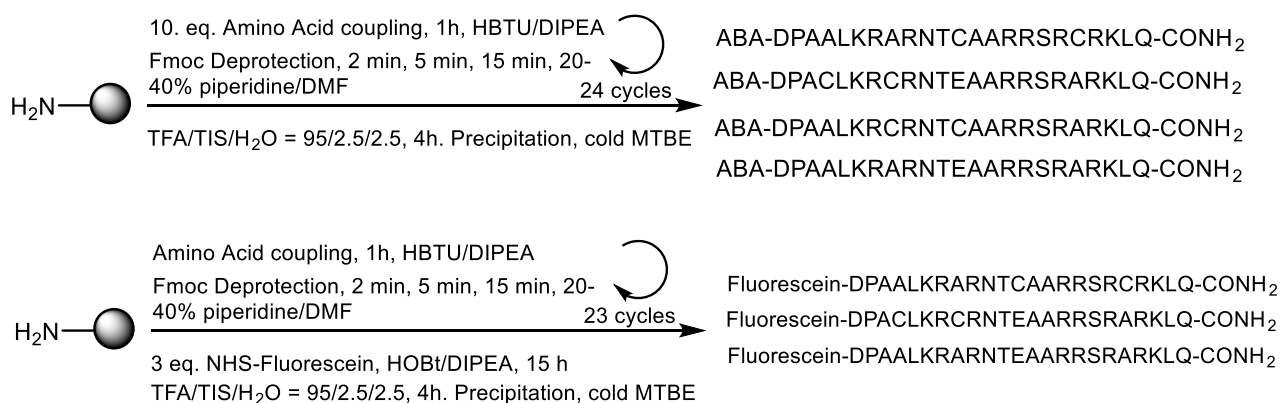 10. eq. Amino Acid coupling, 1h, HBTU/DIPEA
Fmoc Deprotection, 2 min, 5 min, 15 min, 20-
40% piperidine/DMF
24 cycles
H2N
TFA/TIS/H2O = 95/2.5/2.5, 4h. Precipitation, cold MTBE
ABA-DPAALKRARNTCAARRSRCRKLQ-CONH2
ABA-DPACLKRCRNTEAARRSRARKLQ-CONH2
ABA-DPAALKRCRNTCAARRSRARKLQ-CONH2
ABA-DPAALKRARNTEAARRSRARKLQ-CONH2
Amino Acid coupling, 1h, HBTU/DIPEA
Fmoc Deprotection, 2 min, 5 min, 15 min, 20-
40% piperidine/DMF
23 cycles
H2N
3 eq. NHS-Fluorescein, HOBt/DIPEA, 15 h
TFA/TIS/H2O = 95/2.5/2.5, 4h. Precipitation, cold MTBE
Fluorescein-DPAALKRARNTCAARRSRCRKLQ-CONH2
Fluorescein-DPACLKRCRNTEAARRSRARKLQ-CONH2
Fluorescein-DPAALKRARNTEAARRSRARKLQ-CONH2